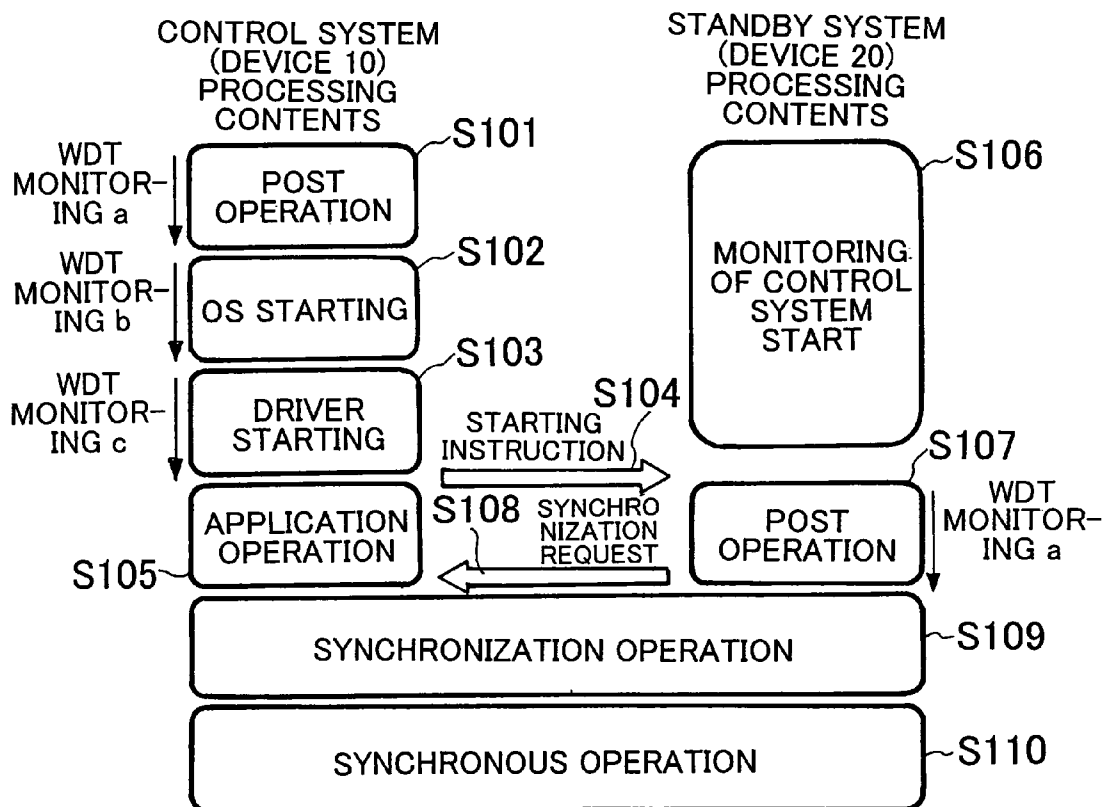 CONTROL SYSTEM
(DEVICE 10)
PROCESSING
CONTENTS
STANDBY SYSTEM
(DEVICE 20)
PROCESSING
CONTENTS
WDT
MONITOR-
ING a
POST
OPERATION
S101
WDT
MONITOR-
ING b
OS STARTING
S102
WDT
MONITOR-
ING c
DRIVER
STARTING
S103
MONITORING
OF CONTROL
SYSTEM
START
S106
STARTING
INSTRUCTION
S104
APPLICATION
OPERATION
S105
S108
SYNCHRO
NIZATION
REQUEST
POST
OPERATION
S107
WDT
MONITOR-
ING a
SYNCHRONIZATION OPERATION
S109
SYNCHRONOUS OPERATION
S110